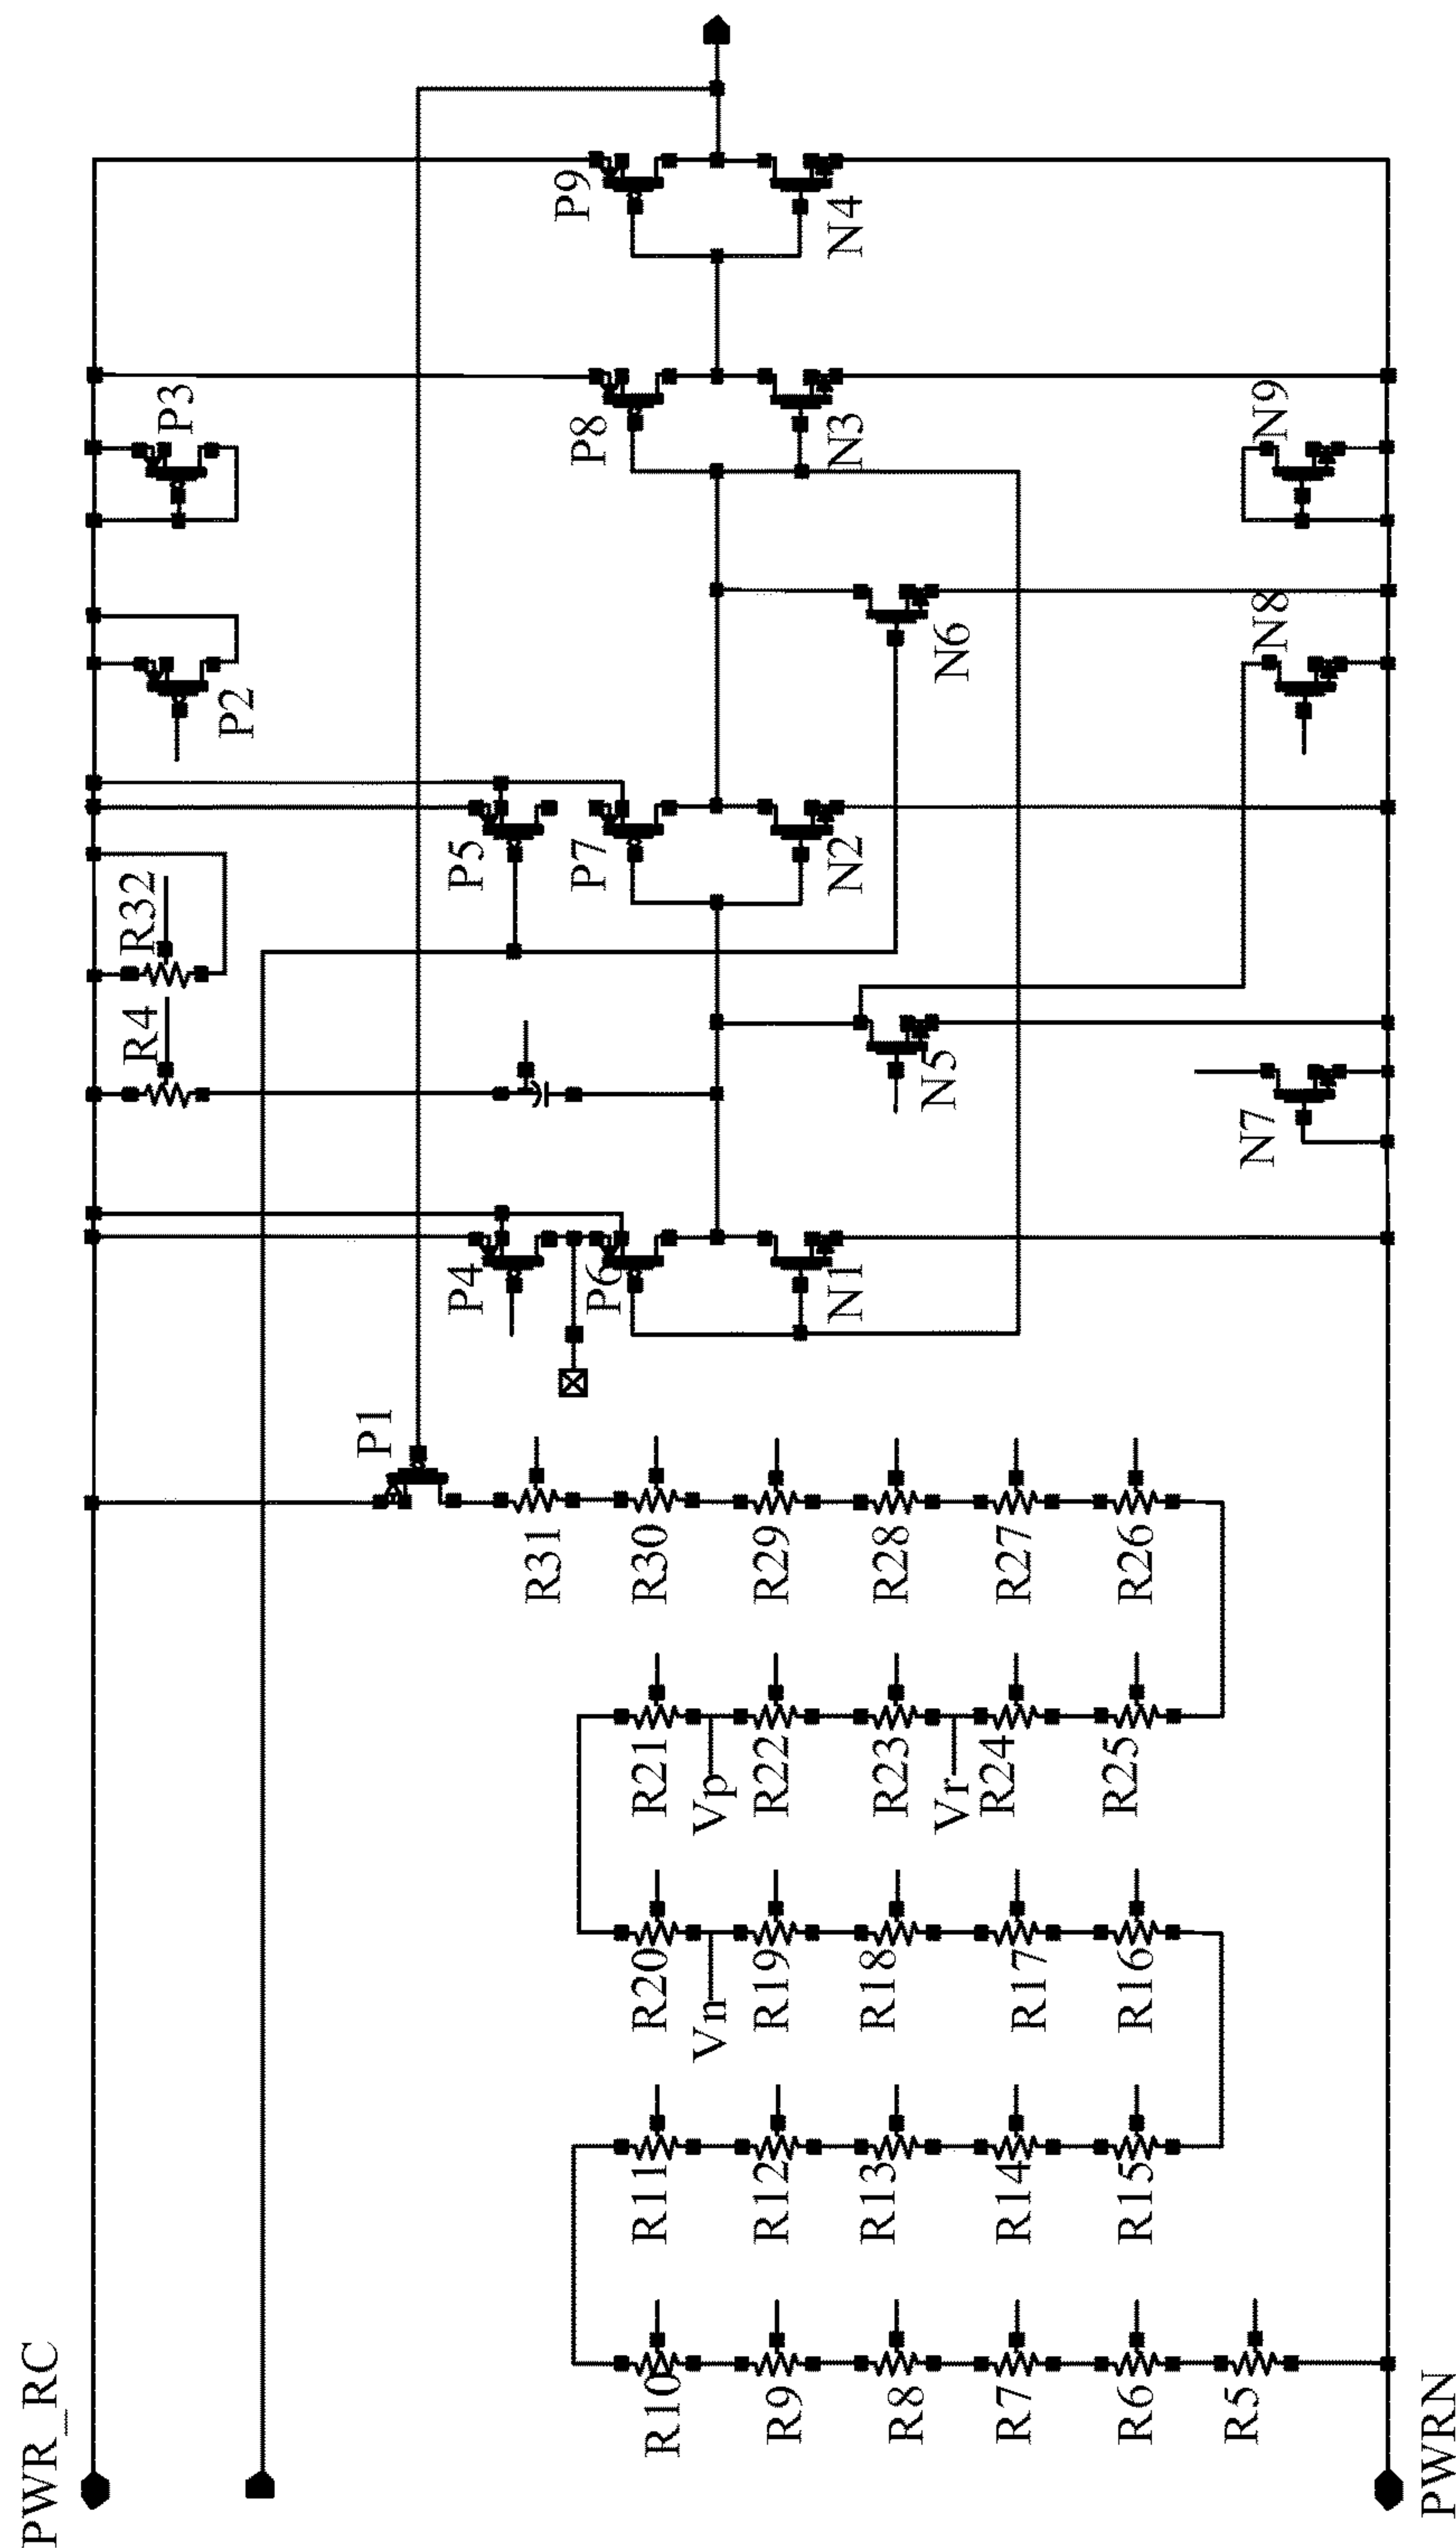 PWR_RC
PWRN
P1
P2
P3
P4
P5
P6
P7
P8
P9
N1
N2
N3
N4
N5
N6
N7
N8
N9
R4
R32
R31
R30
R29
R28
R27
R26
R21
Vp
R22
R23
Vr
R24
R25
R20
Vn
R19
R18
R17
R16
R11
R12
R13
R14
R15
R10
R9
R8
R7
R6
R5